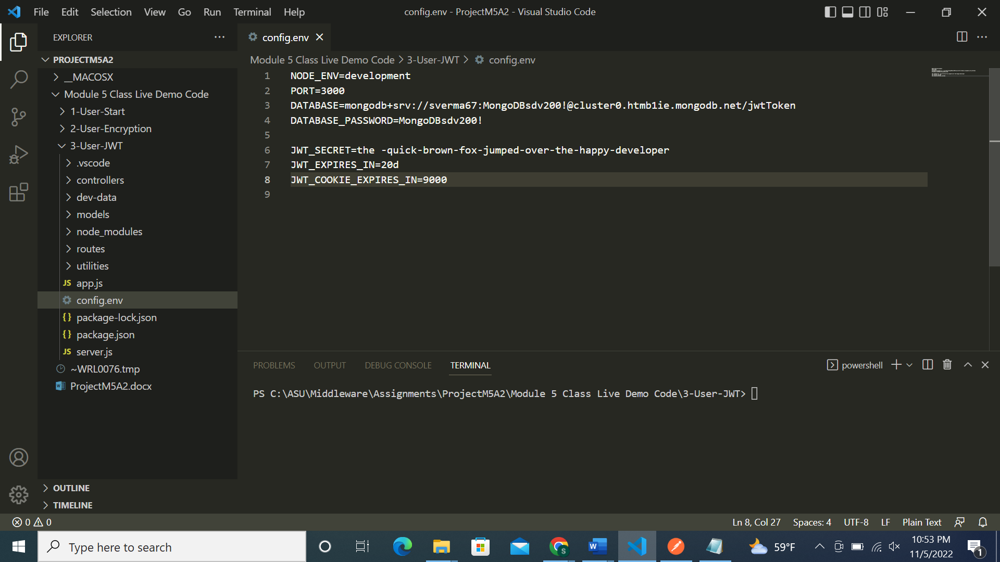 File Edit Selection View Go Run Terminal Help
config.env - ProjectM5A2 - Visual Studio Code
EXPLORER
PROJECTM5A2
__MACOSX
Module 5 Class Live Demo Code
1-User-Start
2-User-Encryption
3-User-JWT
.vscode
controllers
dev-data
models
node_modules
routes
utilities
JS app.js
config.env
{} package-lock.json
{} package.json
JS server.js
~WRL0076.tmp
ProjectM5A2.docx
OUTLINE
TIMELINE
config.env
Module 5 Class Live Demo Code > 3-User-JWT > config.env
1 NODE_ENV=development
2 PORT=3000
3 DATABASE=mongodb+srv://sverma67:MongoDBsdv200!@cluster0.htmb1ie.mongodb.net/jwtToken
4 DATABASE_PASSWORD=MongoDBsdv200!
5
6 JWT_SECRET=the -quick-brown-fox-jumped-over-the-happy-developer
7 JWT_EXPIRES_IN=20d
8 JWT_COOKIE_EXPIRES_IN=9000
9
PROBLEMS OUTPUT DEBUG CONSOLE TERMINAL
powershell
PS C:\ASU\Middleware\Assignments\ProjectM5A2\Module 5 Class Live Demo Code\3-User-JWT>
0 0
Ln 8, Col 27 Spaces: 4 UTF-8 LF Plain Text
Type here to search
S
W
59°F
10:53 PM
11/5/2022
1